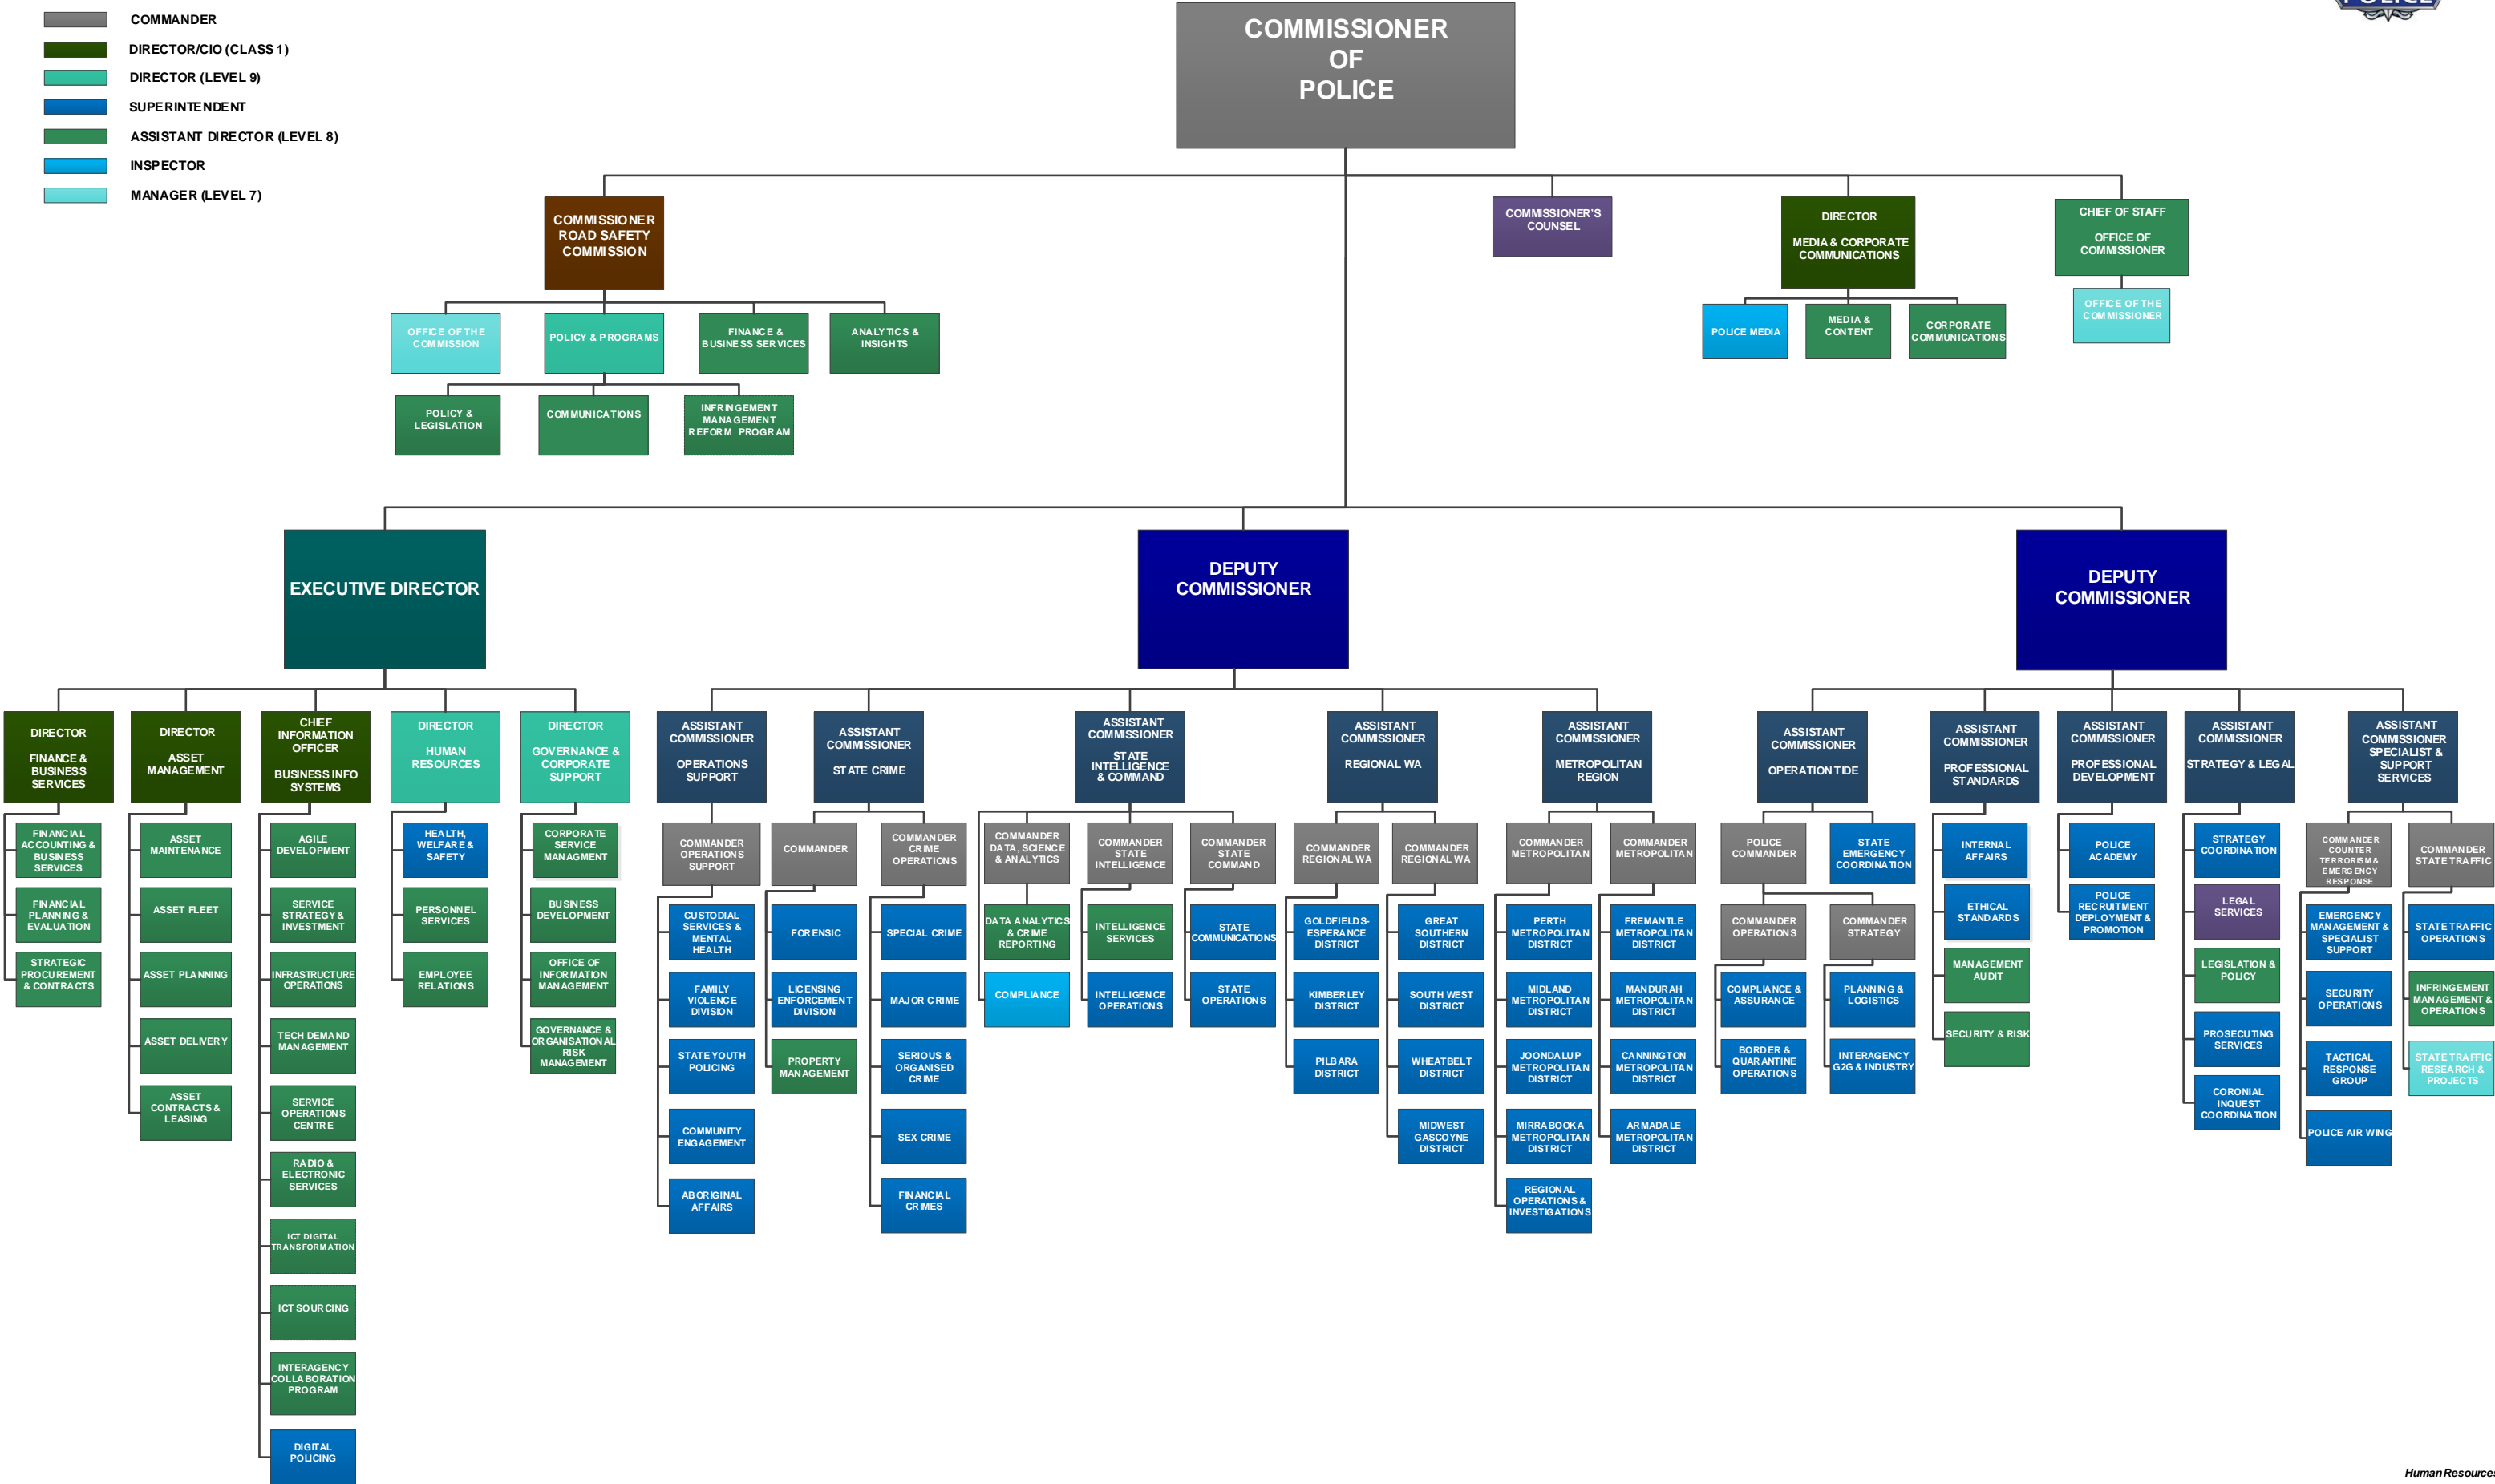 COMMANDER
DIRECTOR/CIO (CLASS 1)
DIRECTOR (LEVEL 9)
SUPERINTENDENT
ASSISTANT DIRECTOR (LEVEL 8)
INSPECTOR
MANAGER (LEVEL 7)
POLICE
COMMISSIONER
OF
POLICE
COMMISSIONER
ROAD SAFETY
COMMISSION
COMMISSIONER'S
COUNSEL
DIRECTOR
MEDIA & CORPORATE
COMMUNICATIONS
CHIEF OF STAFF
OFFICE OF
COMMISSIONER
OFFICE OF THE
COMMISSION
POLICY & PROGRAMS
FINANCE &
BUSINESS SERVICES
ANALYTICS &
INSIGHTS
POLICE MEDIA
MEDIA &
CONTENT
CORPORATE
COMMUNICATIONS
OFFICE OF THE
COMMISSIONER
POLICY &
LEGISLATION
COMMUNICATIONS
INFRINGEMENT
MANAGEMENT
REFORM PROGRAM
EXECUTIVE DIRECTOR
DEPUTY
COMMISSIONER
DEPUTY
COMMISSIONER
DIRECTOR
FINANCE &
BUSINESS
SERVICES
DIRECTOR
ASSET
MANAGEMENT
CHIEF
INFORMATION
OFFICER
BUSINESS INFO
SYSTEMS
DIRECTOR
HUMAN
RESOURCES
DIRECTOR
GOVERNANCE &
CORPORATE
SUPPORT
ASSISTANT
COMMISSIONER
OPERATIONS
SUPPORT
ASSISTANT
COMMISSIONER
STATE CRIME
ASSISTANT
COMMISSIONER
STATE
INTELLIGENCE
& COMMAND
ASSISTANT
COMMISSIONER
REGIONAL WA
ASSISTANT
COMMISSIONER
METROPOLITAN
REGION
ASSISTANT
COMMISSIONER
OPERATION TIDE
ASSISTANT
COMMISSIONER
PROFESSIONAL
STANDARDS
ASSISTANT
COMMISSIONER
PROFESSIONAL
DEVELOPMENT
ASSISTANT
COMMISSIONER
STRATEGY & LEGAL
ASSISTANT
COMMISSIONER
SPECIALIST &
SUPPORT
SERVICES
FINANCIAL
ACCOUNTING &
BUSINESS
SERVICES
FINANCIAL
PLANNING &
EVALUATION
STRATEGIC
PROCUREMENT
& CONTRACTS
ASSET
MAINTENANCE
ASSET FLEET
ASSET PLANNING
ASSET DELIVERY
ASSET
CONTRACTS &
LEASING
AGILE
DEVELOPMENT
SERVICE
STRATEGY &
INVESTMENT
INFRASTRUCTURE
OPERATIONS
TECH DEMAND
MANAGEMENT
SERVICE
OPERATIONS
CENTRE
RADIO &
ELECTRONIC
SERVICES
ICT DIGITAL
TRANSFORMATION
ICT SOURCING
INTERAGENCY
COLLABORATION
PROGRAM
DIGITAL
POLICING
HEALTH,
WELFARE &
SAFETY
PERSONNEL
SERVICES
EMPLOYEE
RELATIONS
CORPORATE
SERVICE
MANAGMENT
BUSINESS
DEVELOPMENT
OFFICE OF
INFORMATION
MANAGEMENT
GOVERNANCE &
ORGANISATIONAL
RISK
MANAGEMENT
COMMANDER
OPERATIONS
SUPPORT
CUSTODIAL
SERVICES &
MENTAL
HEALTH
FAMILY
VIOLENCE
DIVISION
STATE YOUTH
POLICING
COMMUNITY
ENGAGEMENT
ABORIGINAL
AFFAIRS
COMMANDER
FORENSIC
LICENSING
ENFORCEMENT
DIVISION
PROPERTY
MANAGEMENT
COMMANDER
CRIME
OPERATIONS
SPECIAL CRIME
MAJOR CRIME
SERIOUS &
ORGANISED
CRIME
SEX CRIME
FINANCIAL
CRIMES
COMMANDER
DATA, SCIENCE
& ANALYTICS
DATA ANALYTICS
& CRIME
REPORTING
COMPLIANCE
COMMANDER
STATE
INTELLIGENCE
INTELLIGENCE
SERVICES
INTELLIGENCE
OPERATIONS
COMMANDER
STATE
COMMAND
STATE
COMMUNICATIONS
STATE
OPERATIONS
COMMANDER
REGIONAL WA
GOLDFIELDS-
ESPERANCE
DISTRICT
KIMBERLEY
DISTRICT
PILBARA
DISTRICT
COMMANDER
REGIONAL WA
GREAT
SOUTHERN
DISTRICT
SOUTH WEST
DISTRICT
WHEATBELT
DISTRICT
MIDWEST
GASCOYNE
DISTRICT
COMMANDER
METROPOLITAN
PERTH
METROPOLITAN
DISTRICT
MIDLAND
METROPOLITAN
DISTRICT
JOONDALUP
METROPOLITAN
DISTRICT
MIRRABOOKA
METROPOLITAN
DISTRICT
REGIONAL
OPERATIONS &
INVESTIGATIONS
COMMANDER
METROPOLITAN
FREMANTLE
METROPOLITAN
DISTRICT
MANDURAH
METROPOLITAN
DISTRICT
CANNINGTON
METROPOLITAN
DISTRICT
ARMADALE
METROPOLITAN
DISTRICT
POLICE
COMMANDER
STATE
EMERGENCY
COORDINATION
COMMANDER
OPERATIONS
COMMANDER
STRATEGY
COMPLIANCE &
ASSURANCE
BORDER &
QUARANTINE
OPERATIONS
PLANNING &
LOGISTICS
INTERAGENCY
G2G & INDUSTRY
INTERNAL
AFFAIRS
ETHICAL
STANDARDS
MANAGEMENT
AUDIT
SECURITY & RISK
POLICE
ACADEMY
POLICE
RECRUITMENT
DEPLOYMENT &
PROMOTION
STRATEGY
COORDINATION
LEGAL
SERVICES
LEGISLATION &
POLICY
PROSECUTING
SERVICES
CORONIAL
INQUEST
COORDINATION
COMMANDER
COUNTER
TERRORISM &
EMERGENCY
RESPONSE
EMERGENCY
MANAGEMENT &
SPECIALIST
SUPPORT
SECURITY
OPERATIONS
TACTICAL
RESPONSE
GROUP
POLICE AIR WING
COMMANDER
STATE TRAFFIC
STATE TRAFFIC
OPERATIONS
INFRINGEMENT
MANAGEMENT &
OPERATIONS
STATE TRAFFIC
RESEARCH &
PROJECTS
Human Resources